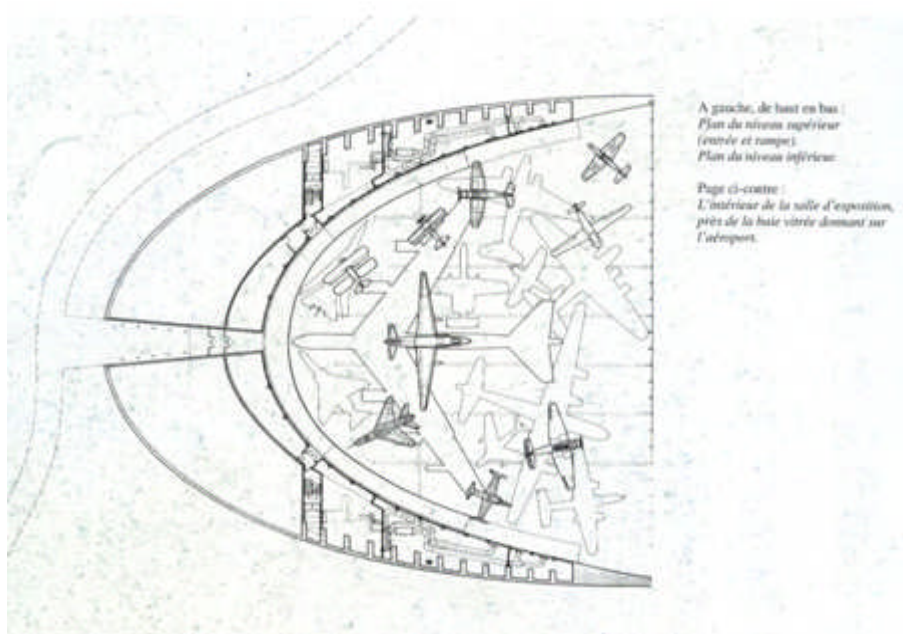 A gauche, de haut en bas :
Plan du niveau supérieur
(entrée et rampe).
Plan du niveau inférieur.
Page ci-contre :
L'intérieur de la salle d'exposition,
près de la baie vitrée donnant sur
l'aéroport.